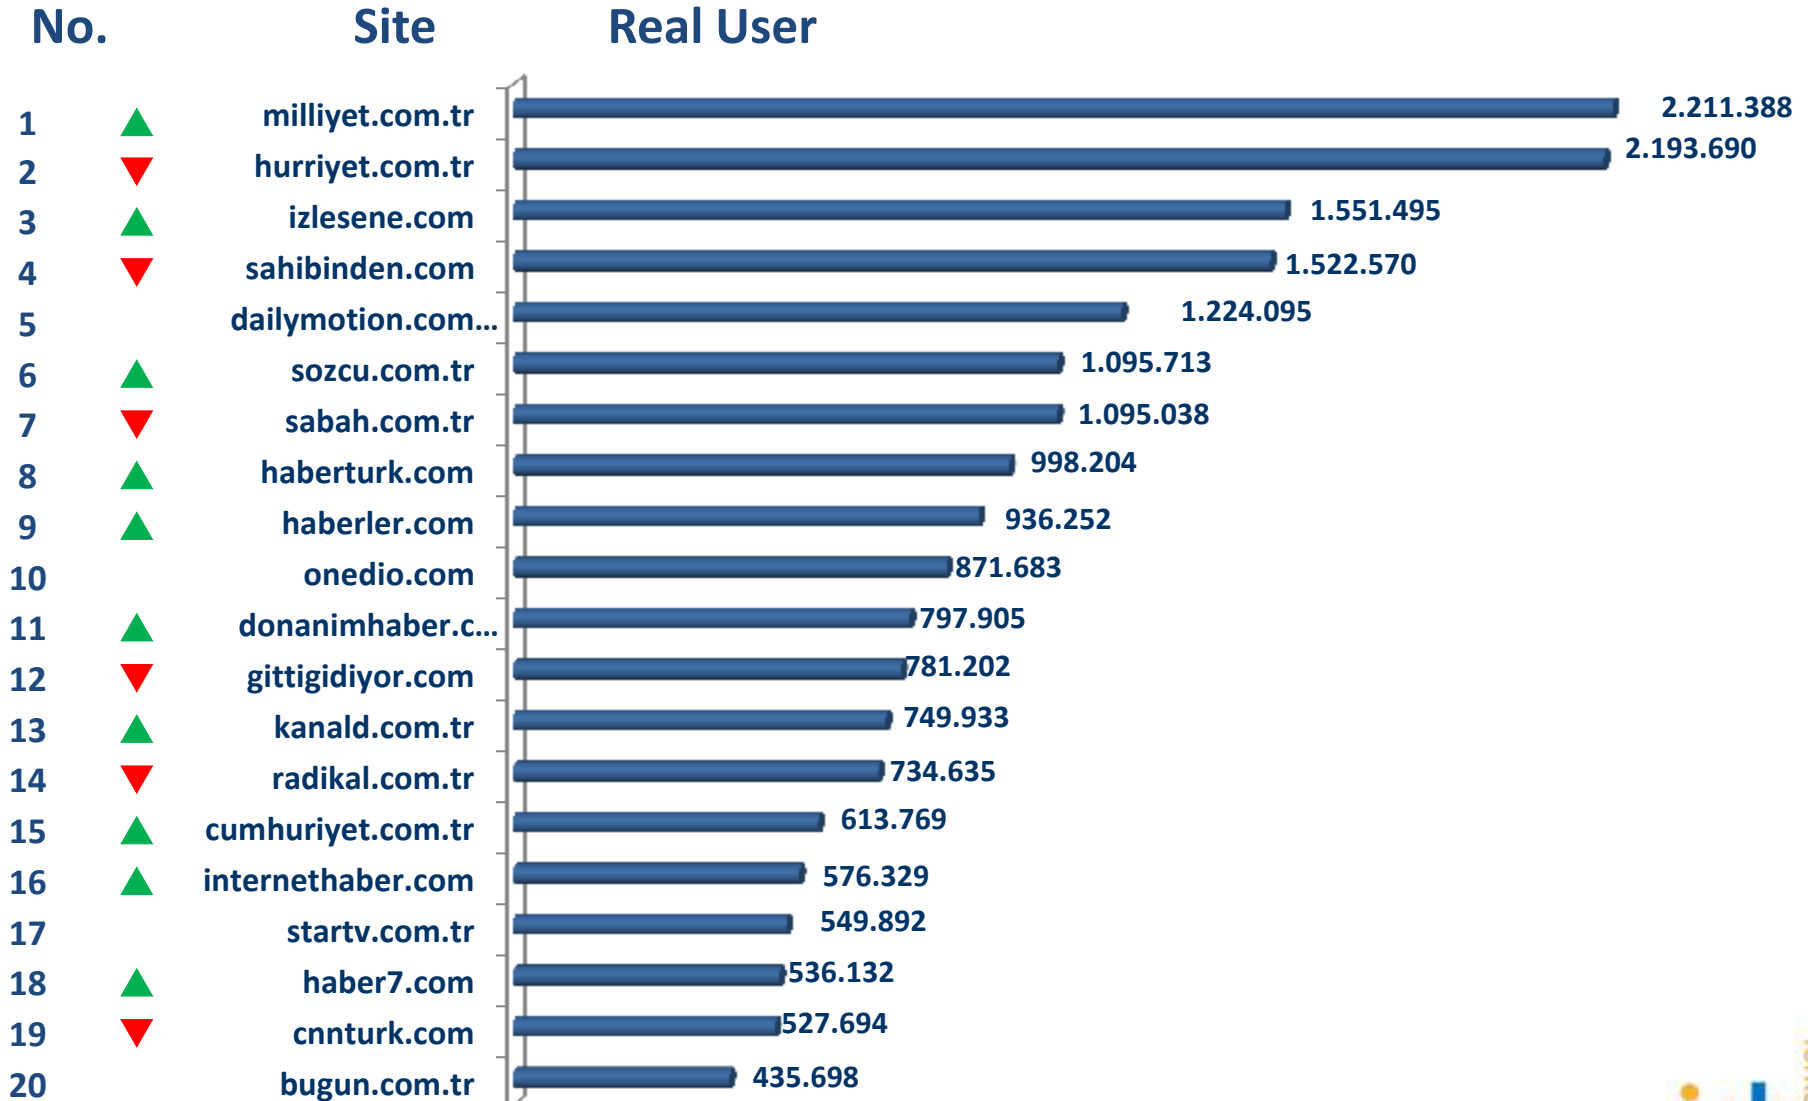 No. Site Real User
1 milliyet.com.tr 2.211.388
2 hurriyet.com.tr 2.193.690
3 izlesene.com 1.551.495
4 sahibinden.com 1.522.570
5 dailymotion.com... 1.224.095
6 sozcu.com.tr 1.095.713
7 sabah.com.tr 1.095.038
8 haberturk.com 998.204
9 haberler.com 936.252
10 onedio.com 871.683
11 donanimhaber.c... 797.905
12 gittigidiyor.com 781.202
13 kanald.com.tr 749.933
14 radikal.com.tr 734.635
15 cumhuriyet.com.tr 613.769
16 internethaber.com 576.329
17 startv.com.tr 549.892
18 haber7.com 536.132
19 cnnturk.com 527.694
20 bugun.com.tr 435.698